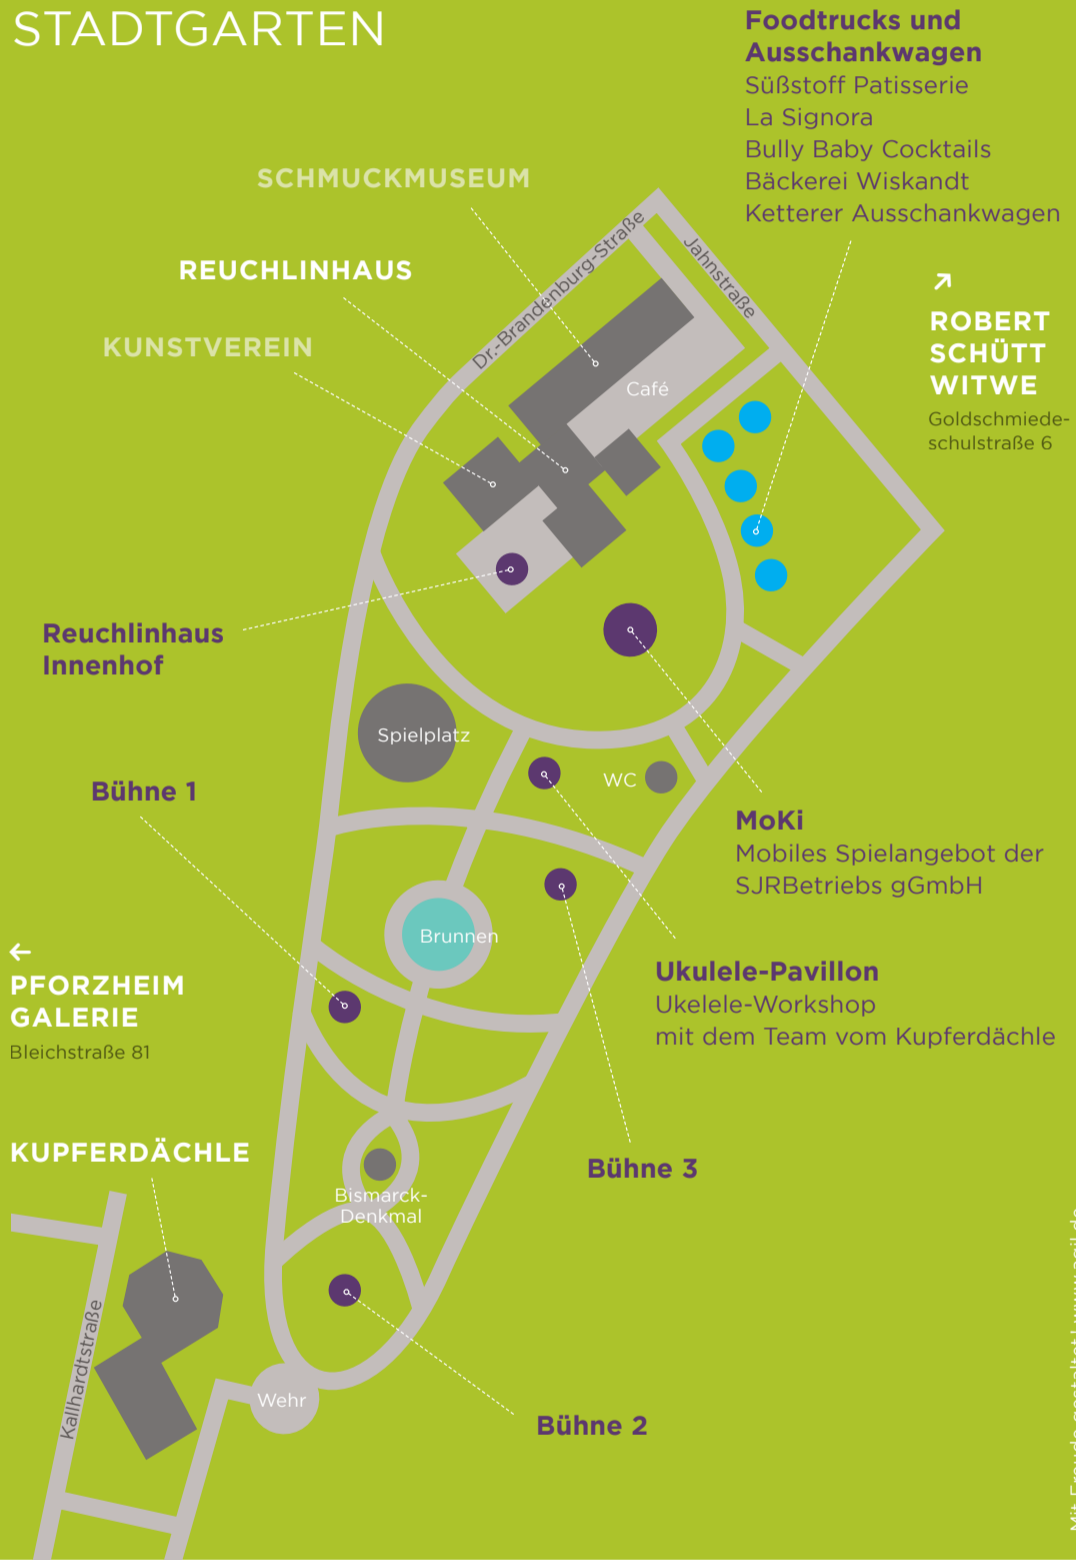 STADTGARTEN
Foodtrucks und
Ausschankwagen
Süßstoff Patisserie
La Signora
Bully Baby Cocktails
Bäckerei Wiskandt
Ketterer Ausschankwagen
SCHMUCKMUSEUM
REUCHLINHAUS
KUNSTVEREIN
Dr.-Brandenburg-Straße
Jahnstraße
ROBERT
SCHÜTT
WITWE
Goldschmiede-
schulstraße 6
Café
Reuchlinhaus
Innenhof
Spielplatz
WC
Bühne 1
MoKi
Mobiles Spielangebot der
SJRBetriebs gGmbH
Brunnen
Ukulele-Pavillon
Ukelele-Workshop
mit dem Team vom Kupferdächle
PFORZHEIM
GALERIE
Bleichstraße 81
KUPFERDÄCHLE
Bühne 3
Bismarck-
Denkmal
Kallhardtstraße
Wehr
Bühne 2